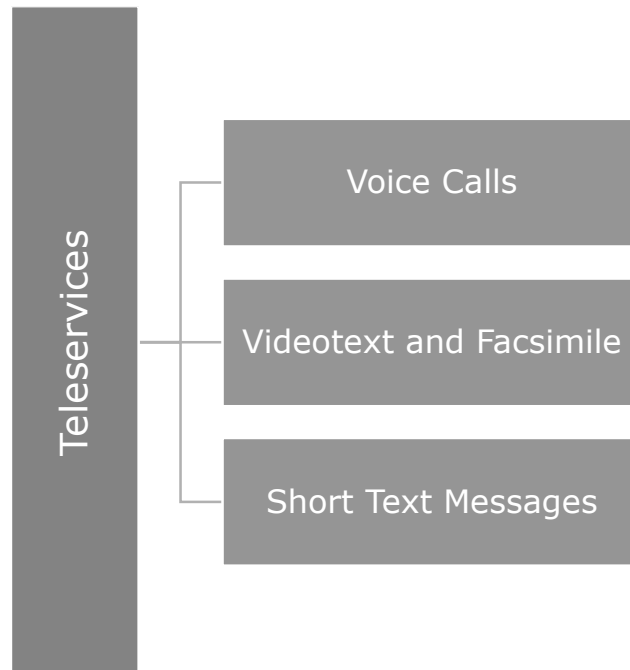 Teleservices
Voice Calls
Videotext and Facsimile
Short Text Messages